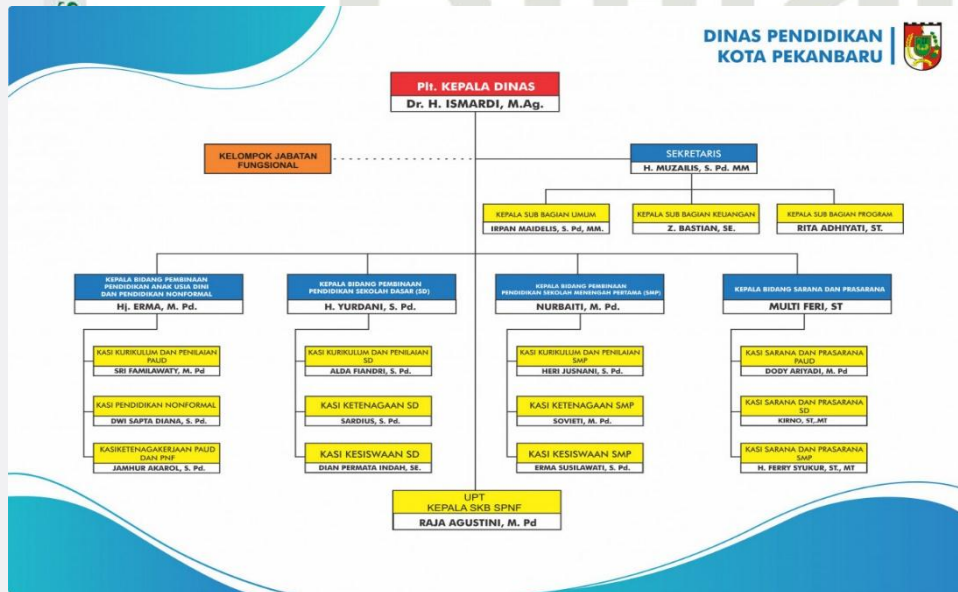 DINAS PENDIDIKAN
KOTA PEKANBARU
Plt. KEPALA DINAS
Dr. H. ISMARDI, M.Ag.
KELOMPOK JABATAN
FUNGSIONAL
SEKRETARIS
H. MUZAILIS, S. Pd. MM
KEPALA SUB BAGIAN UMUM
IRPAN MAIDELIS, S. Pd, MM.
KEPALA SUB BAGIAN KEUANGAN
Z. BASTIAN, SE.
KEPALA SUB BAGIAN PROGRAM
RITA ADHIYATI, ST.
KEPALA BIDANG PEMBINAAN
PENDIDIKAN ANAK USIA DINI
DAN PENDIDIKAN NONFORMAL
Hj. ERMA, M. Pd.
KEPALA BIDANG PEMBINAAN
PENDIDIKAN SEKOLAH DASAR (SD)
H. YURDANI, S. Pd.
KEPALA BIDANG PEMBINAAN
PENDIDIKAN SEKOLAH MENENGAH PERTAMA (SMP)
NURBAITI, M. Pd.
KEPALA BIDANG SARANA DAN PRASARANA
MULTI FERI, ST
KASI KURIKULUM DAN PENILAIAN
PAUD
SRI FAMILAWATY, M. Pd
KASI PENDIDIKAN NONFORMAL
DWI SAPTA DIANA, S. Pd.
KASIKETENAGAKERJAAN PAUD
DAN PNF
JAMHUR AKAROL, S. Pd.
KASI KURIKULUM DAN PENILAIAN
SD
ALDA FIANDRI, S. Pd.
KASI KETENAGAAN SD
SARDIUS, S. Pd.
KASI KESISWAAN SD
DIAN PERMATA INDAH, SE.
KASI KURIKULUM DAN PENILAIAN
SMP
HERI JUSNANI, S. Pd.
KASI KETENAGAAN SMP
SOVIETI, M. Pd.
KASI KESISWAAN SMP
ERMA SUSILAWATI, S. Pd.
KASI SARANA DAN PRASARANA
PAUD
DODY ARIYADI, M. Pd
KASI SARANA DAN PRASARANA
SD
KIRNO, ST.,MT
KASI SARANA DAN PRASARANA
SMP
H. FERRY SYUKUR, ST., MT
UPT
KEPALA SKB SPNF
RAJA AGUSTINI, M. Pd